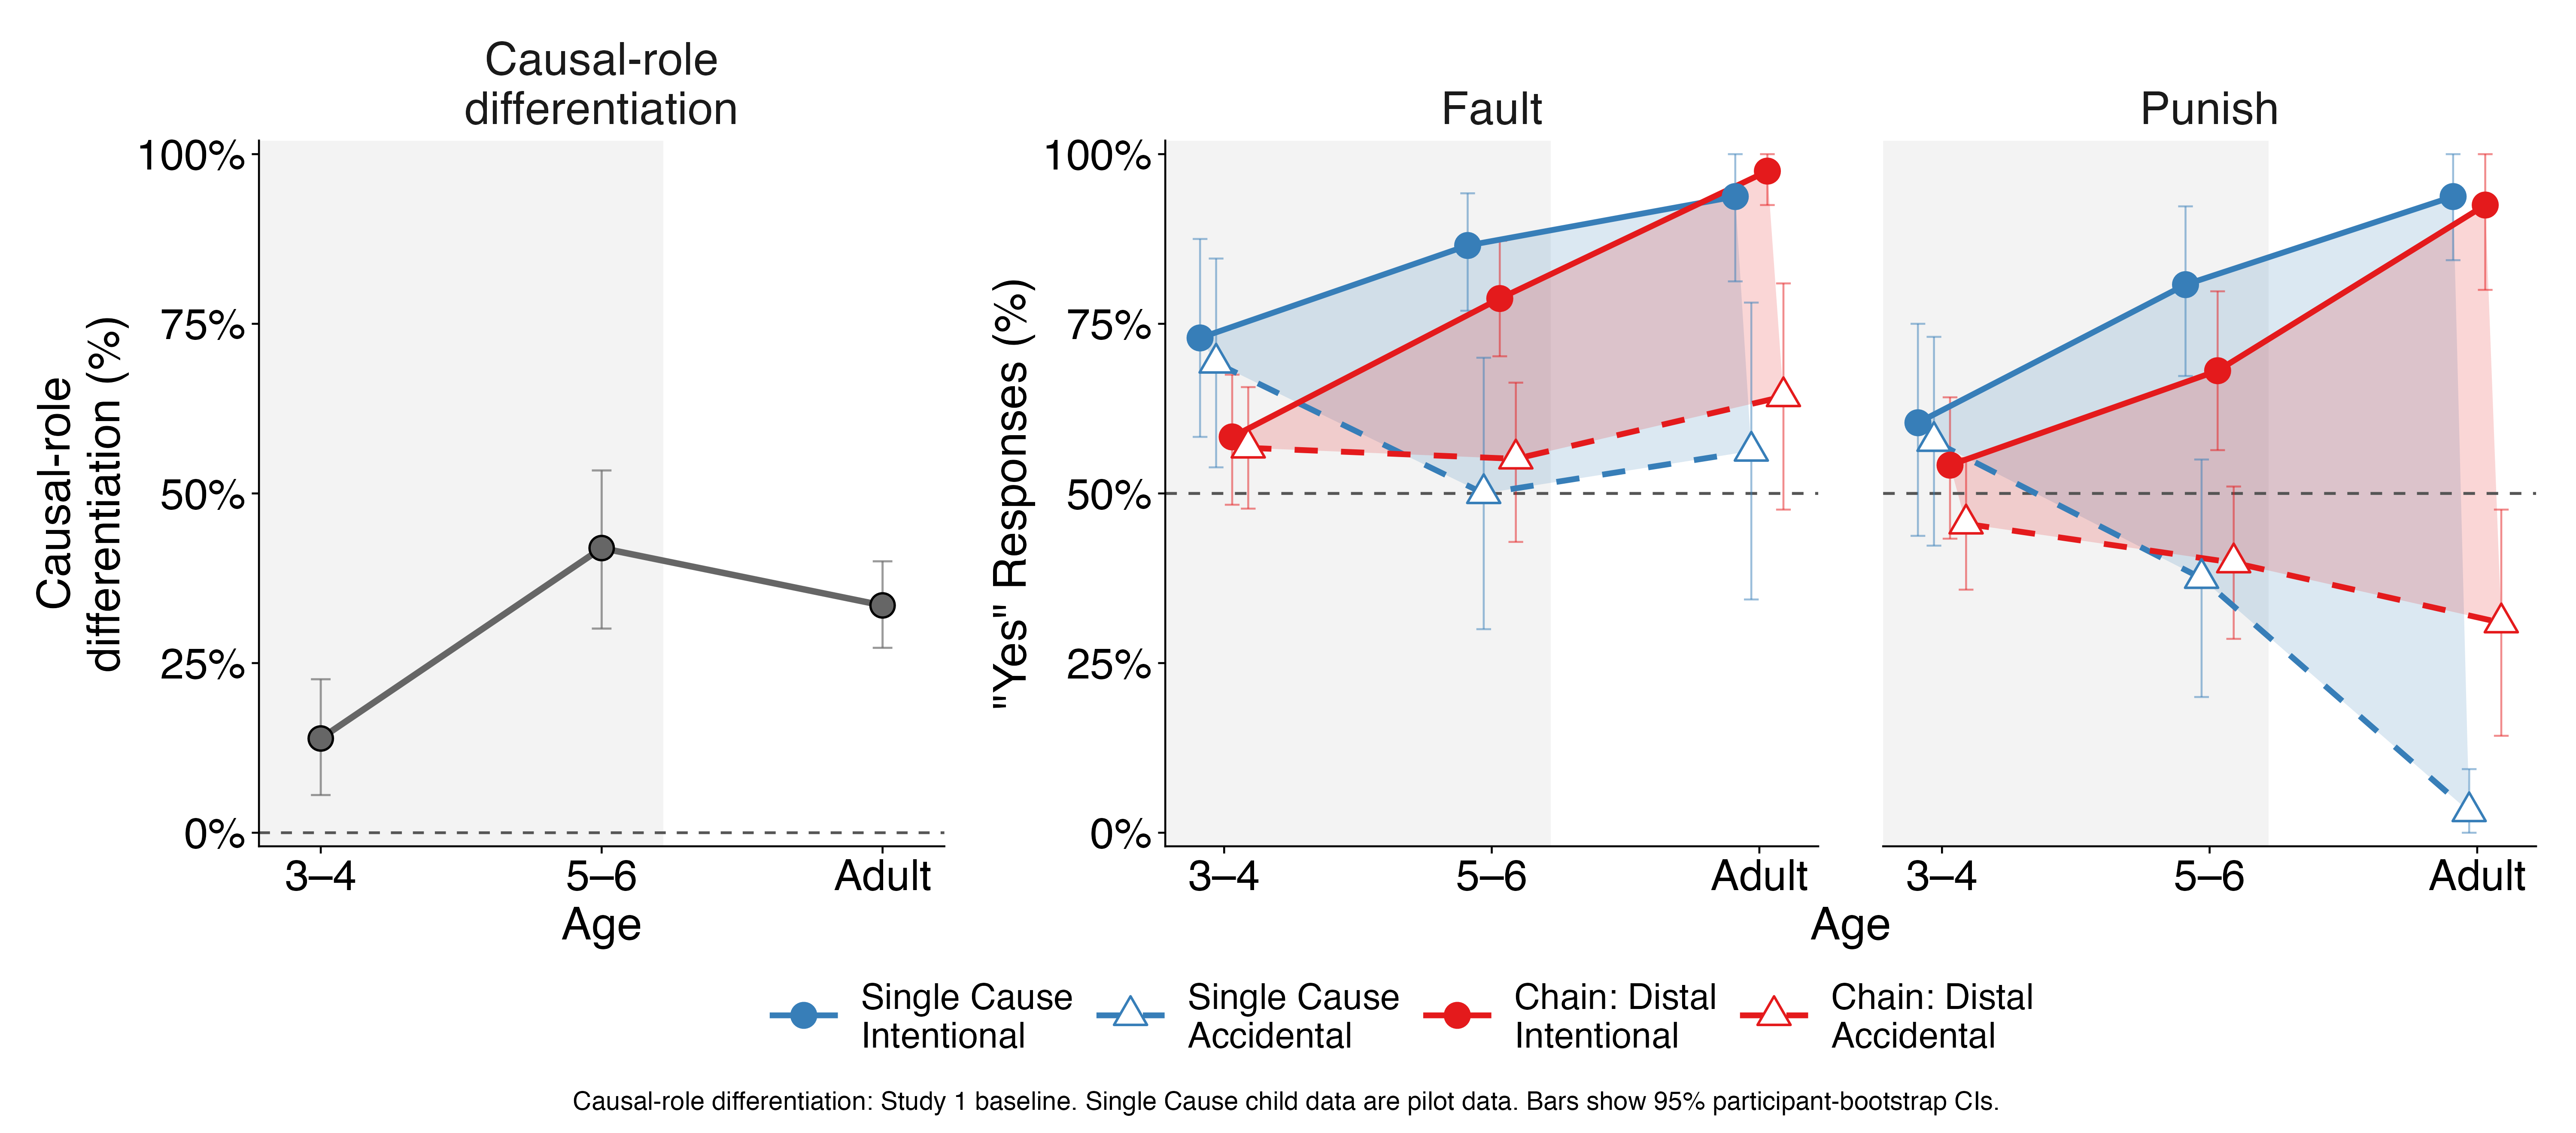 Causal-role
differentiation
Fault
Punish
Causal-role
differentiation (%)
100%
75%
50%
25%
0%
3–4
5–6
Adult
Age
"Yes" Responses (%)
100%
75%
50%
25%
0%
3–4
5–6
Adult
3–4
5–6
Adult
Age
Single Cause
Intentional
Single Cause
Accidental
Chain: Distal
Intentional
Chain: Distal
Accidental
Causal-role differentiation: Study 1 baseline. Single Cause child data are pilot data. Bars show 95% participant-bootstrap CIs.